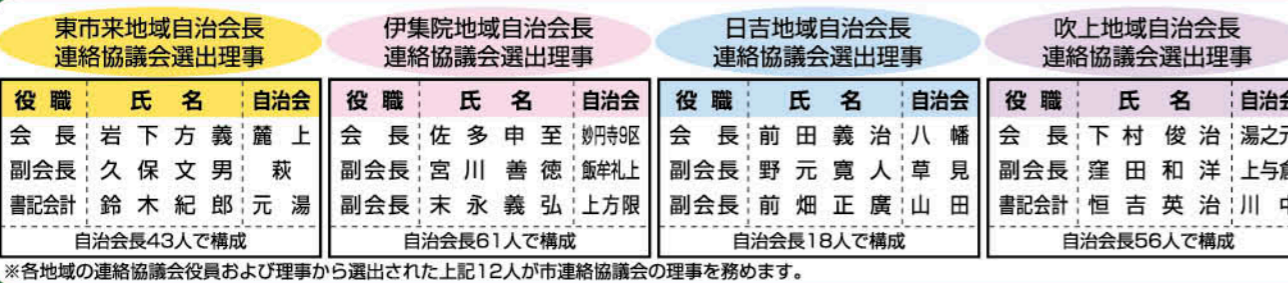 東市来地域自治会長
連絡協議会選出理事
役職 氏名 自治会
会長 岩下方義 麓上
副会長 久保文男 萩
書記会計 鈴木紀郎 元湯
自治会長43人で構成
伊集院地域自治会長
連絡協議会選出理事
役職 氏名 自治会
会長 佐多申至 妙円寺9区
副会長 宮川善徳 飯牟礼上
副会長 末永義弘 上方限
自治会長61人で構成
日吉地域自治会長
連絡協議会選出理事
役職 氏名 自治会
会長 前田義治 八幡
副会長 野元寛人 草見
副会長 前畑正廣 山田
自治会長18人で構成
吹上地域自治会長
連絡協議会選出理事
役職 氏名 自治会
会長 下村俊治 湯之元
副会長 窪田和洋 上与倉
書記会計 恒吉英治 川中
自治会長56人で構成
※各地域の連絡協議会役員および理事から選出された上記12人が市連絡協議会の理事を務めます。